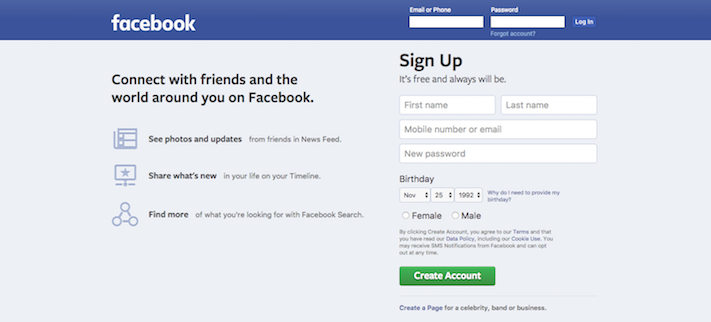 facebook
Email or Phone
Password
Log In
Forgot account?
Connect with friends and the
world around you on Facebook.
See photos and updates from friends in News Feed.
Share what's new in your life on your Timeline.
Find more of what you're looking for with Facebook Search.
Sign Up
It's free and always will be.
First name
Last name
Mobile number or email
New password
Birthday
Nov 25 1992
Why do I need to provide my
birthday?
Female Male
By clicking Create Account, you agree to our Terms and that
you have read our Data Policy, including our Cookie Use. You
may receive SMS Notifications from Facebook and can opt
out at any time.
Create Account
Create a Page for a celebrity, band or business.